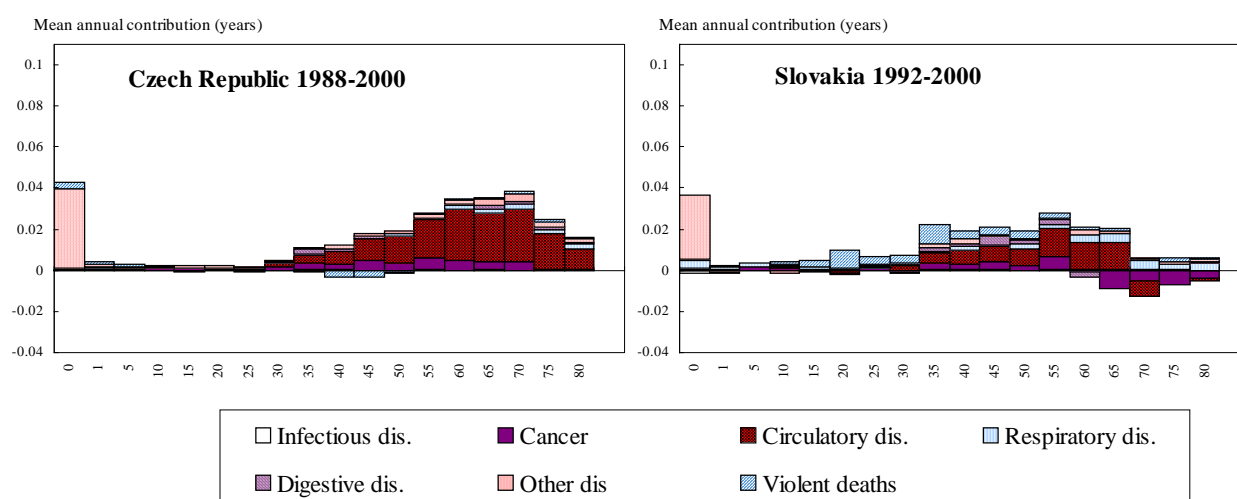 Mean annual contribution (years)
Mean annual contribution (years)
Czech Republic 1988-2000
Slovakia 1992-2000
0.1
0.08
0.06
0.04
0.02
0
-0.02
-0.04
0.1
0.08
0.06
0.04
0.02
0
-0.02
-0.04
0 1 5 10 15 20 25 30 35 40 45 50 55 60 65 70 75 80
0 1 5 10 15 20 25 30 35 40 45 50 55 60 65 70 75 80
Infectious dis. Cancer Circulatory dis. Respiratory dis.
Digestive dis. Other dis Violent deaths